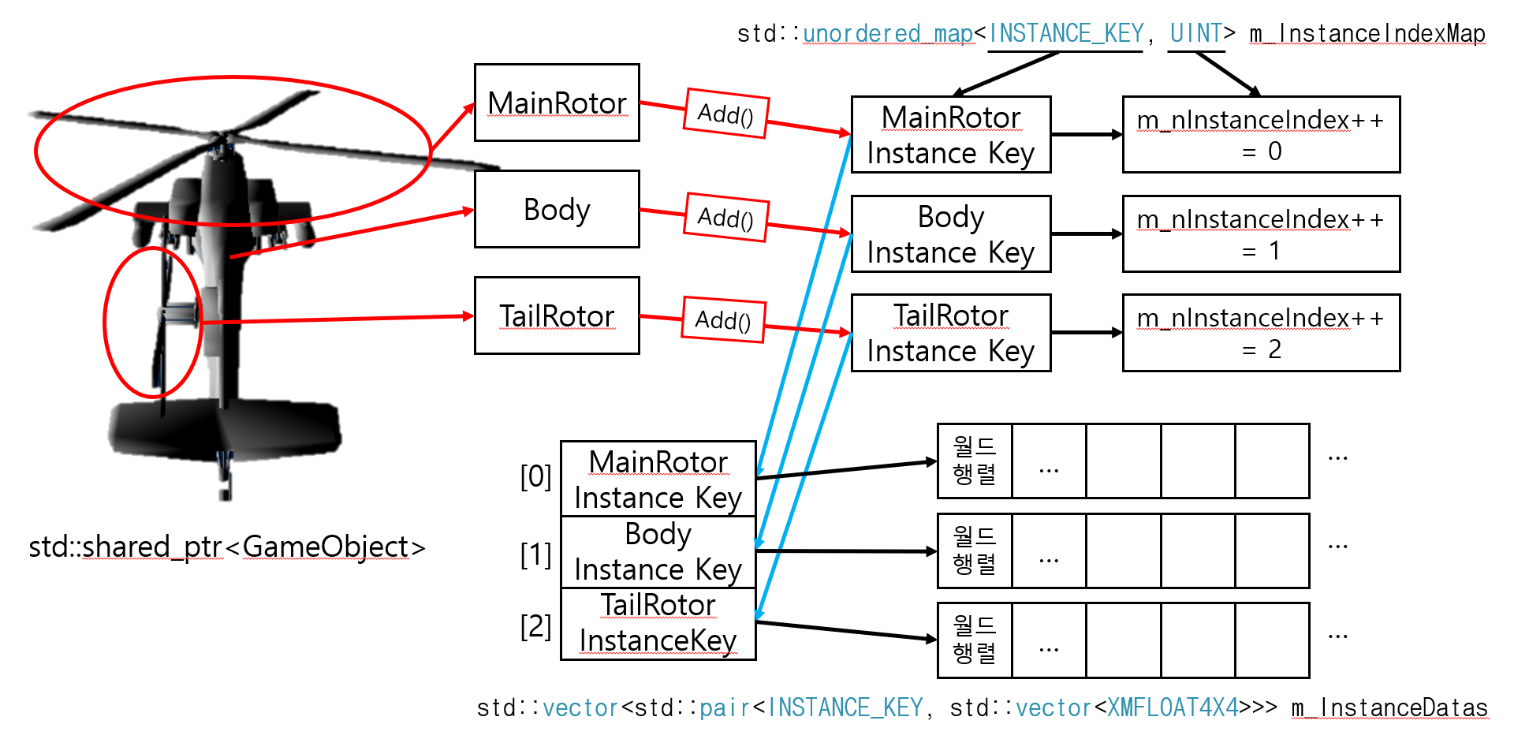 std::unordered_map<INSTANCE_KEY, UINT> m_InstanceIndexMap
MainRotor
Add()
MainRotor
Instance Key
m_nInstanceIndex++
= 0
Body
Add()
Body
Instance Key
m_nInstanceIndex++
= 1
TailRotor
Add()
TailRotor
Instance Key
m_nInstanceIndex++
= 2
std::shared_ptr<GameObject>
[0]
MainRotor
Instance Key
월드
행렬
...
...
[1]
Body
Instance Key
월드
행렬
...
...
[2]
TailRotor
InstanceKey
월드
행렬
...
...
std::vector<std::pair<INSTANCE_KEY, std::vector<XMFLOAT4X4>>> m_InstanceDatas